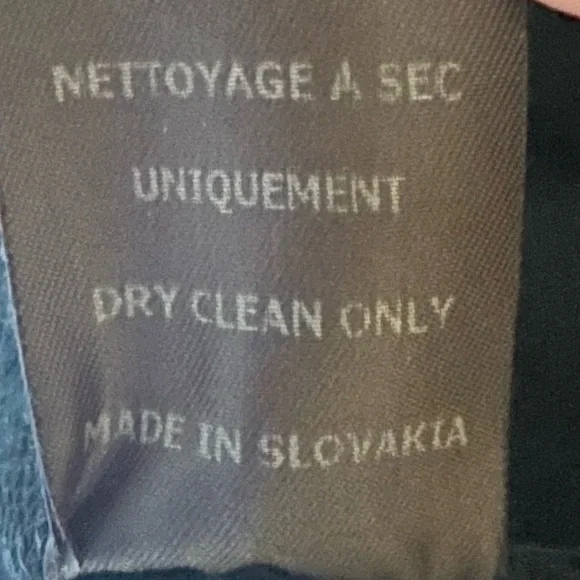 NETTOYAGE A SEC
UNIQUEMENT
DRY CLEAN ONLY
MADE IN SLOVAKIA